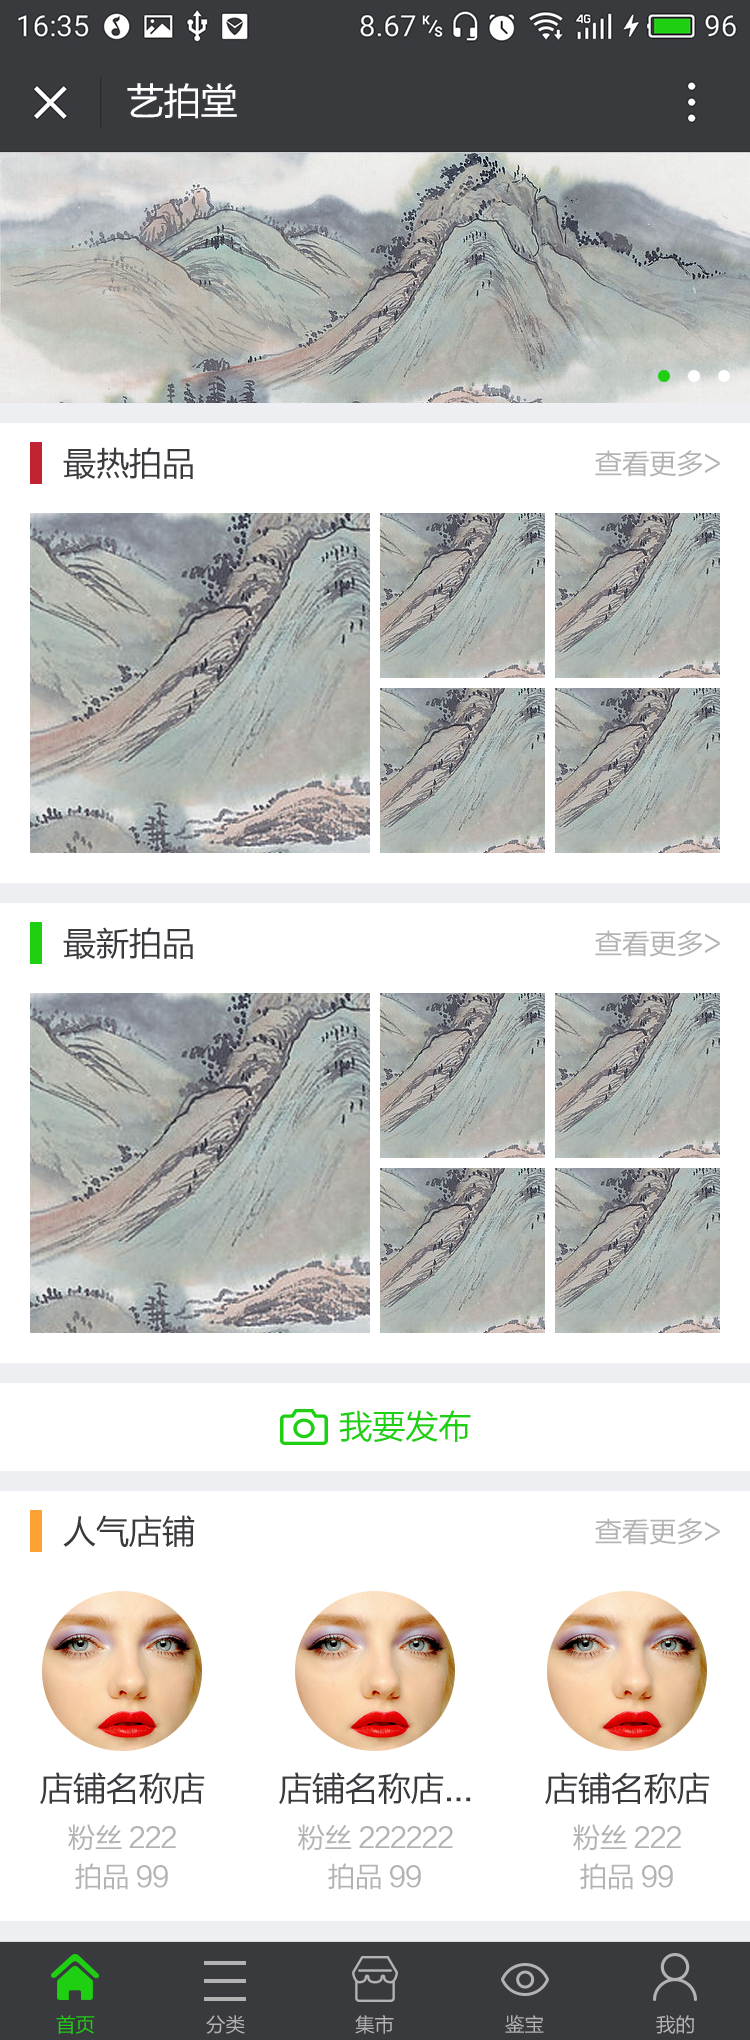 16:35 8.67 K/s 4G 96
艺拍堂
最热拍品 查看更多>
最新拍品 查看更多>
我要发布
人气店铺 查看更多>
店铺名称店 店铺名称店... 店铺名称店
粉丝 222 粉丝 222222 粉丝 222
拍品 99 拍品 99 拍品 99
首页 分类 集市 鉴宝 我的